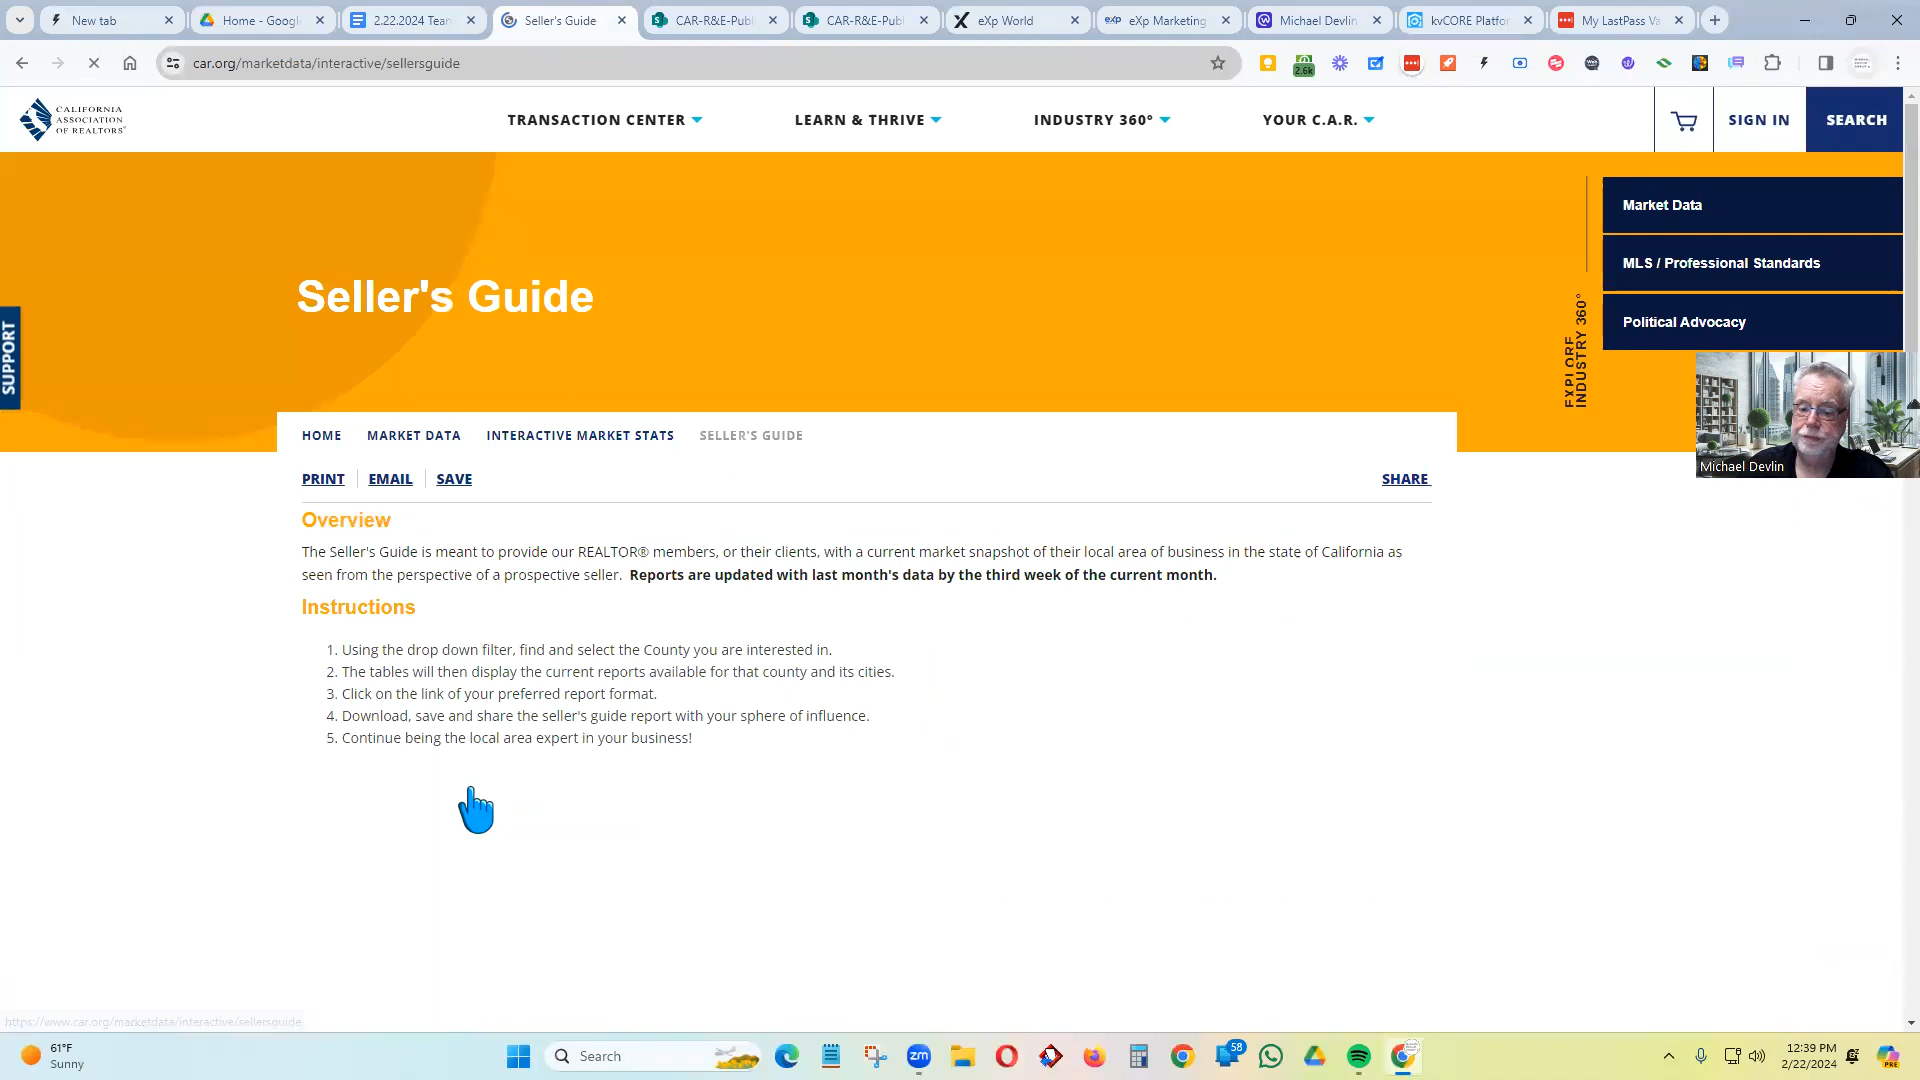 New tab
Home - Google
2.22.2024 Team
Seller's Guide
CAR-R&E-Publ
CAR-R&E-Publ
eXp World
eXp Marketing
Michael Devlin
kvCORE Platfor
My LastPass Va
car.org/marketdata/interactive/sellersguide
2.6k
CALIFORNIA
ASSOCIATION
OF REALTORS®
TRANSACTION CENTER
LEARN & THRIVE
INDUSTRY 360°
YOUR C.A.R.
SIGN IN
SEARCH
Seller's Guide
EXPLORE
INDUSTRY 360°
Market Data
MLS / Professional Standards
Political Advocacy
SUPPORT
Michael Devlin
HOME
MARKET DATA
INTERACTIVE MARKET STATS
SELLER'S GUIDE
PRINT
EMAIL
SAVE
SHARE
Overview
The Seller's Guide is meant to provide our REALTOR® members, or their clients, with a current market snapshot of their local area of business in the state of California as
seen from the perspective of a prospective seller. Reports are updated with last month's data by the third week of the current month.
Instructions
1. Using the drop down filter, find and select the County you are interested in.
2. The tables will then display the current reports available for that county and its cities.
3. Click on the link of your preferred report format.
4. Download, save and share the seller's guide report with your sphere of influence.
5. Continue being the local area expert in your business!
https://www.car.org/marketdata/interactive/sellersguide
61°F
Sunny
Search
zm
58
12:39 PM
2/22/2024
PRE